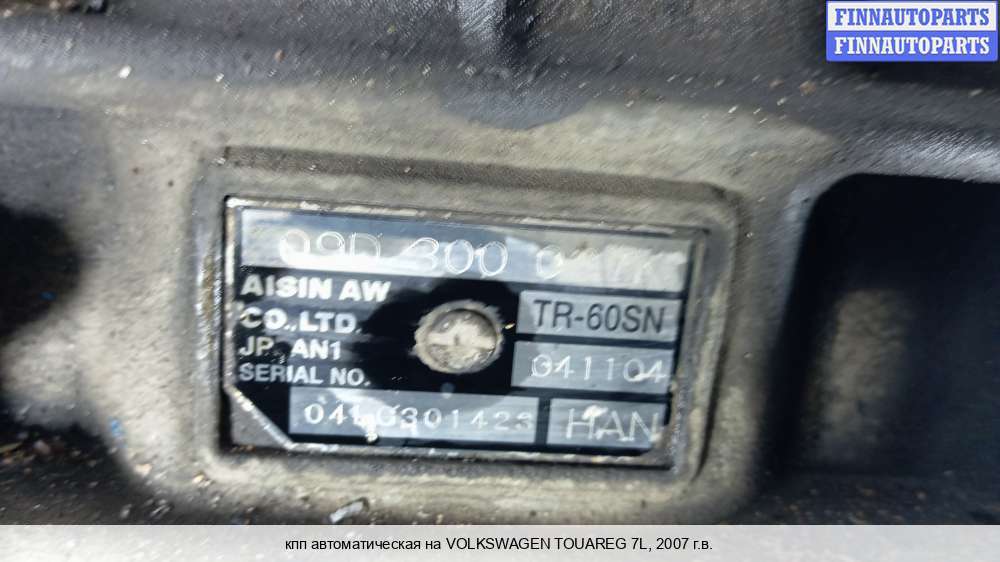 FINNAUTOPARTS
FINNAUTOPARTS
09D 300 0
AISIN AW
CO.,LTD.
TR-60SN
JP AN1
041104
SERIAL NO.
HAN
кпп автоматическая на VOLKSWAGEN TOUAREG 7L, 2007 г.в.